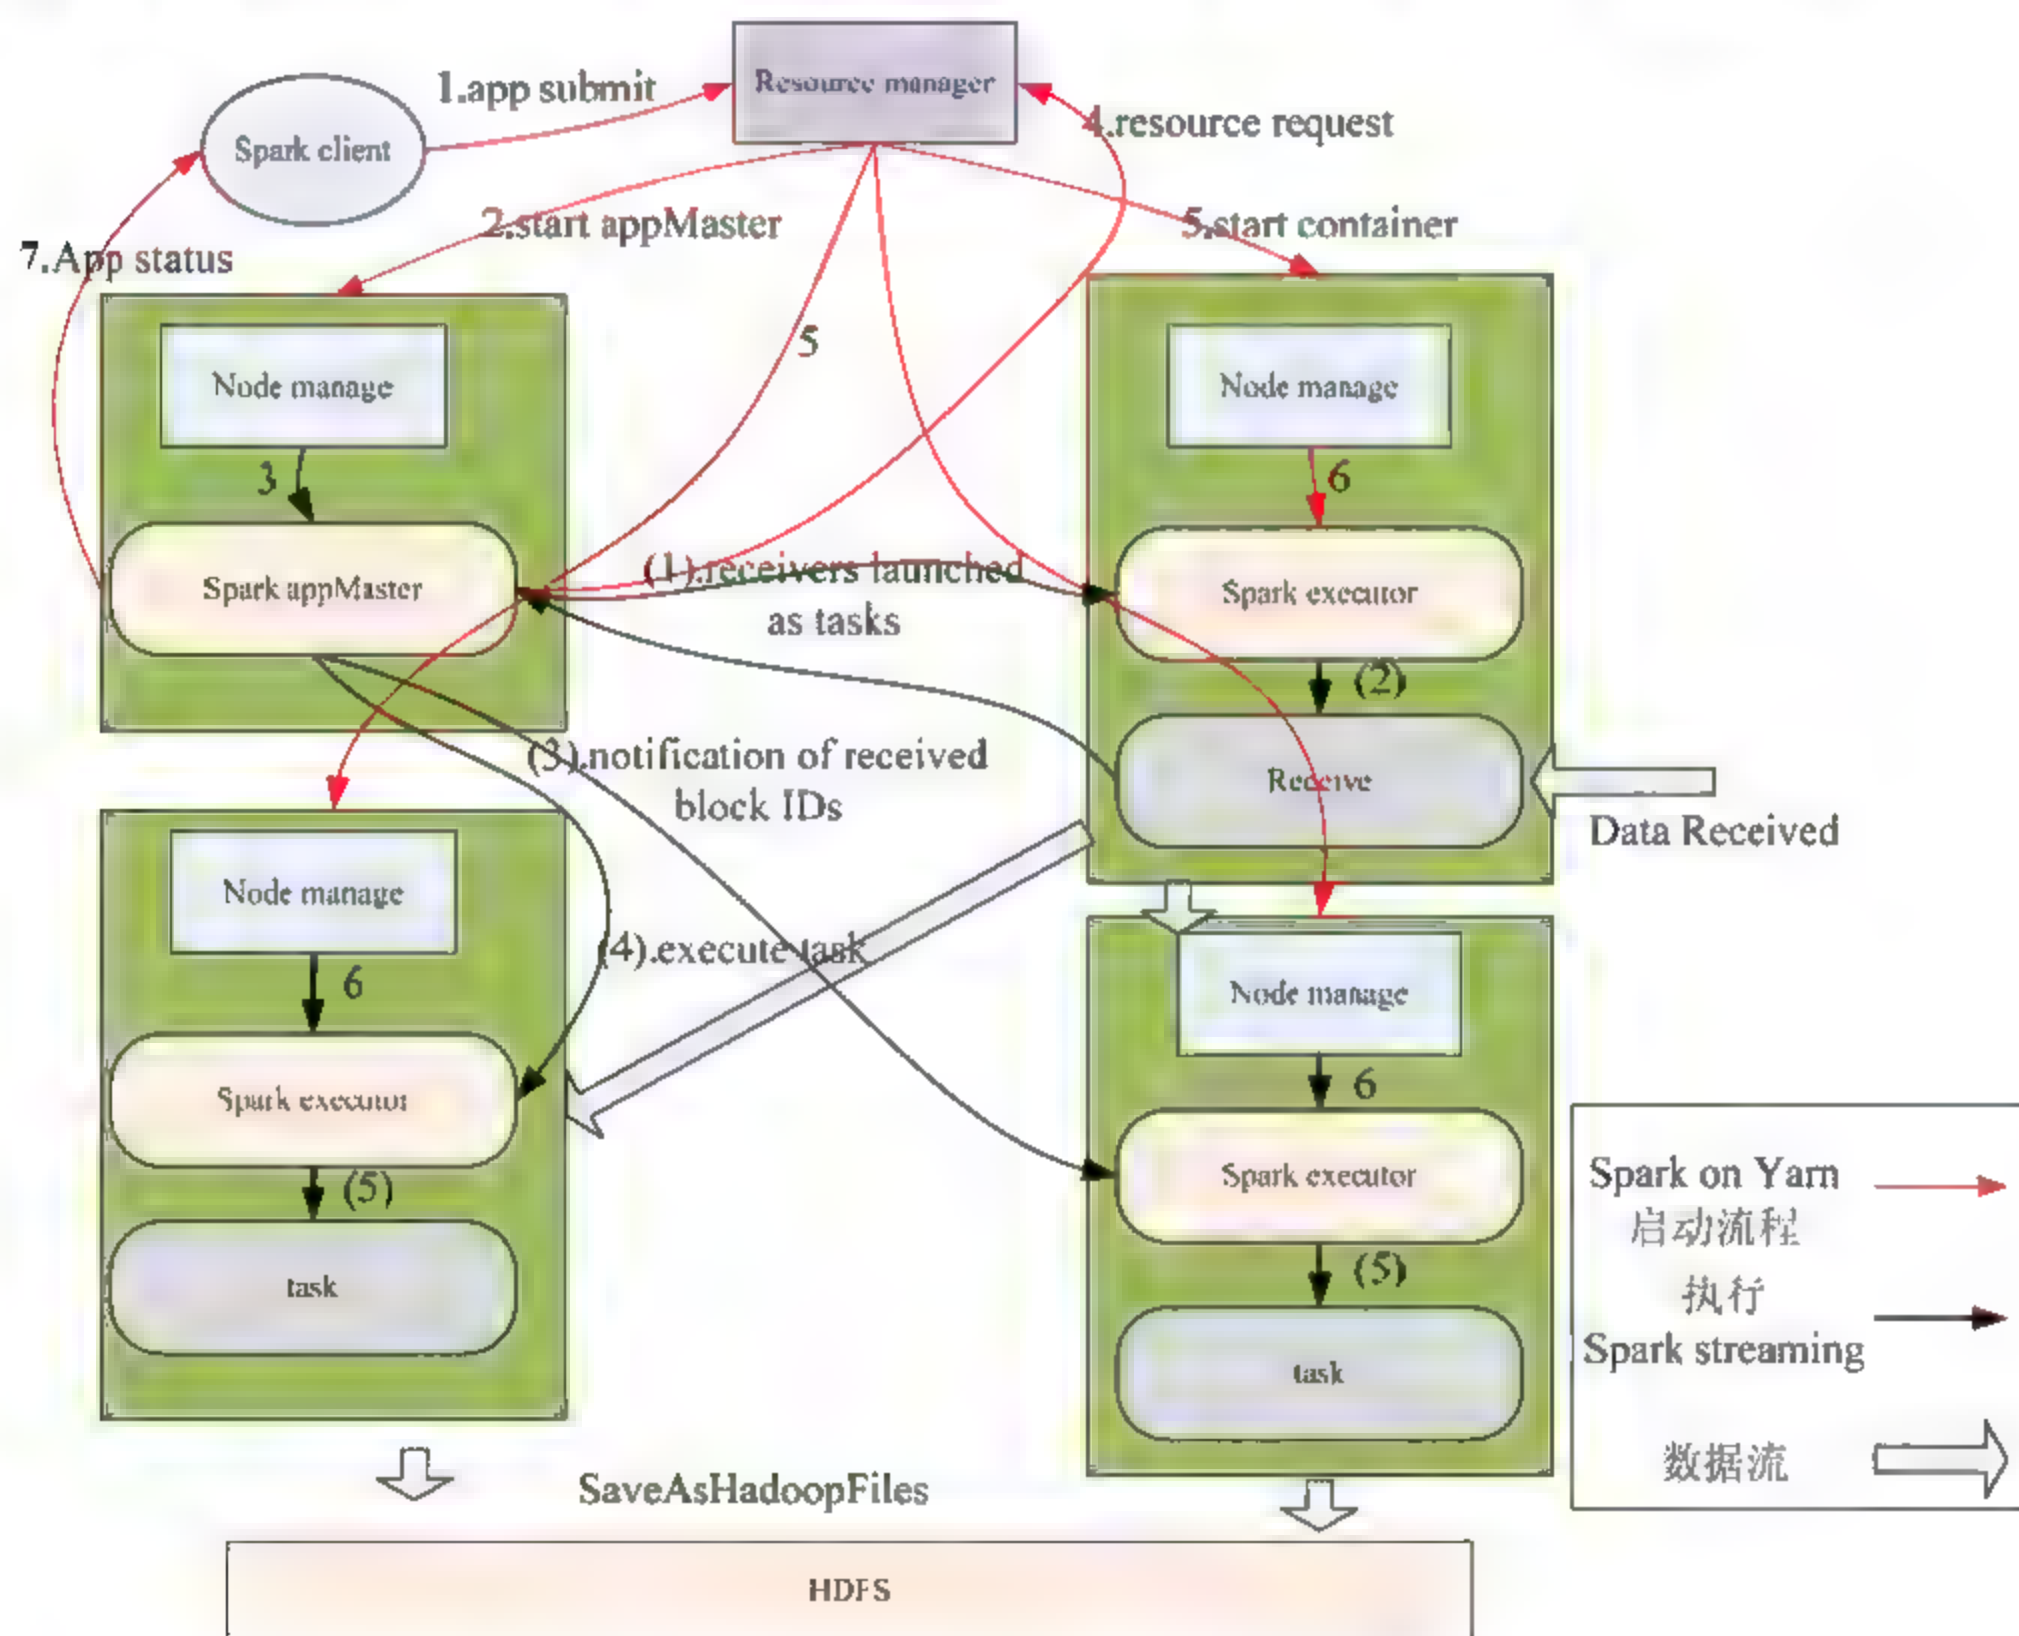 Resource manager
1.app submit
Spark client
4.resource request
2.start appMaster
5.start container
7.App status
5
Node manage
Node manage
3
6
Spark appMaster
(1).receivers launched
as tasks
Spark executor
(2)
(3).notification of received
block IDs
Receive
Data Received
Node manage
(4).execute task
6
Node manage
6
Spark executor
Spark executor
(5)
(5)
task
task
Spark on Yarn
启动流程
执行
Spark streaming
数据流
SaveAsHadoopFiles
HDFS